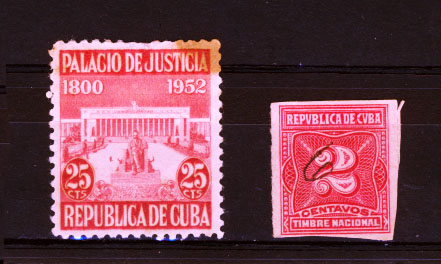 PALACIO DE JUSTICIA
1800 1952
25 CTS 25 CTS
REPUBLICA DE CUBA
REPUBLICA DE CUBA
2
CENTAVOS
TIMBRE NACIONAL